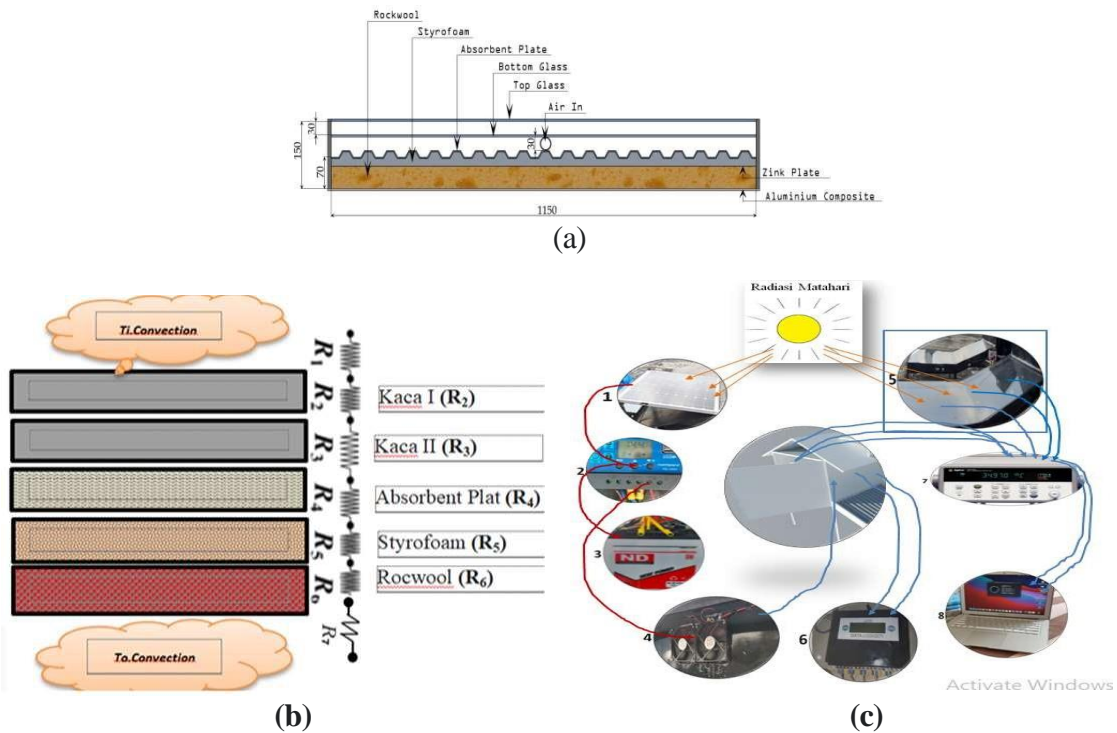 Rockwool
Styrofoam
Absorbent Plate
Bottom Glass
Top Glass
Air In
30
150
70
30
Zink Plate
Aluminium Composite
1150
(a)
Ti.Convection
R1
R2
R3
R4
R5
R6
R7
Kaca I (R2)
Kaca II (R3)
Absorbent Plat (R4)
Styrofoam (R5)
Rocwool (R6)
To.Convection
(b)
Radiasi Matahari
1
2
3
ND
4
5
6
7
8
Activate Windows
(c)